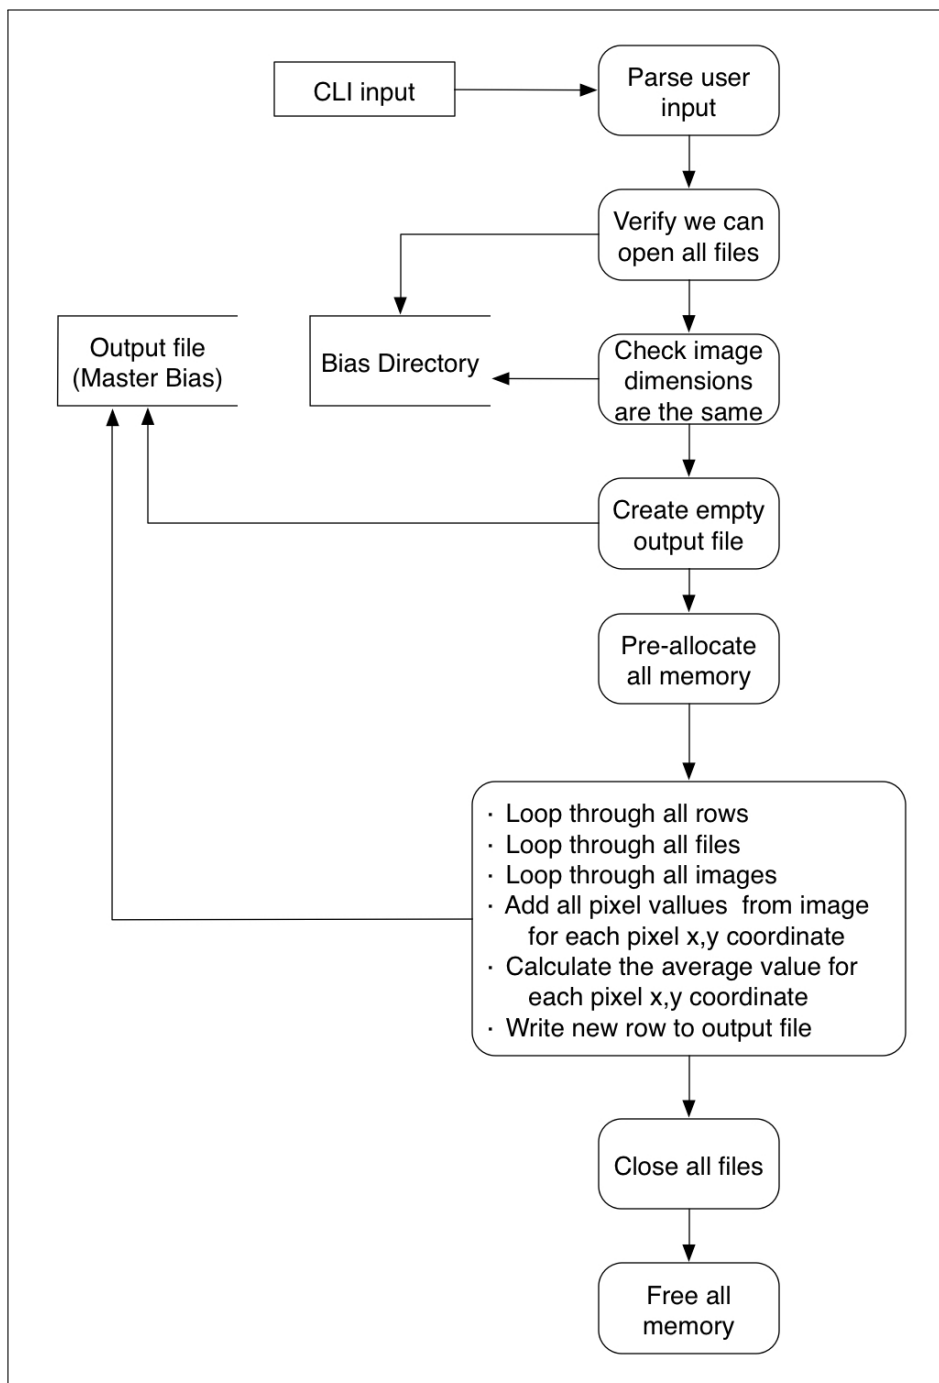 CLI input
Parse user
input
Verify we can
open all files
Output file
(Master Bias)
Bias Directory
Check image
dimensions
are the same
Create empty
output file
Pre-allocate
all memory
· Loop through all rows
· Loop through all files
· Loop through all images
· Add all pixel vallues  from image
for each pixel x,y coordinate
· Calculate the average value for
each pixel x,y coordinate
· Write new row to output file
Close all files
Free all
memory